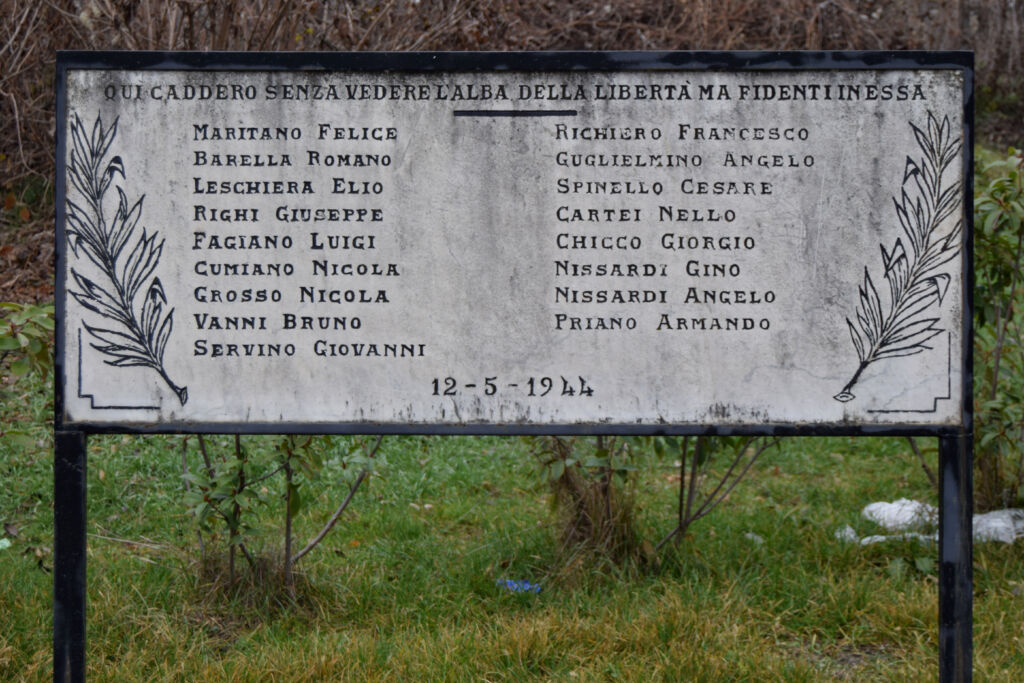 QUI CADDERO SENZA VEDERE L'ALBA DELLA LIBERTÀ MA FIDENTI IN ESSA
MARITANO FELICE
BARELLA ROMANO
LESCHIERA ELIO
RIGHI GIUSEPPE
FAGIANO LUIGI
CUMIANO NICOLA
GROSSO NICOLA
VANNI BRUNO
SERVINO GIOVANNI
RICHIERO FRANCESCO
GUGLIELMINO ANGELO
SPINELLO CESARE
CARTEI NELLO
CHICCO GIORGIO
NISSARDI GINO
NISSARDI ANGELO
PRIANO ARMANDO
12-5-1944